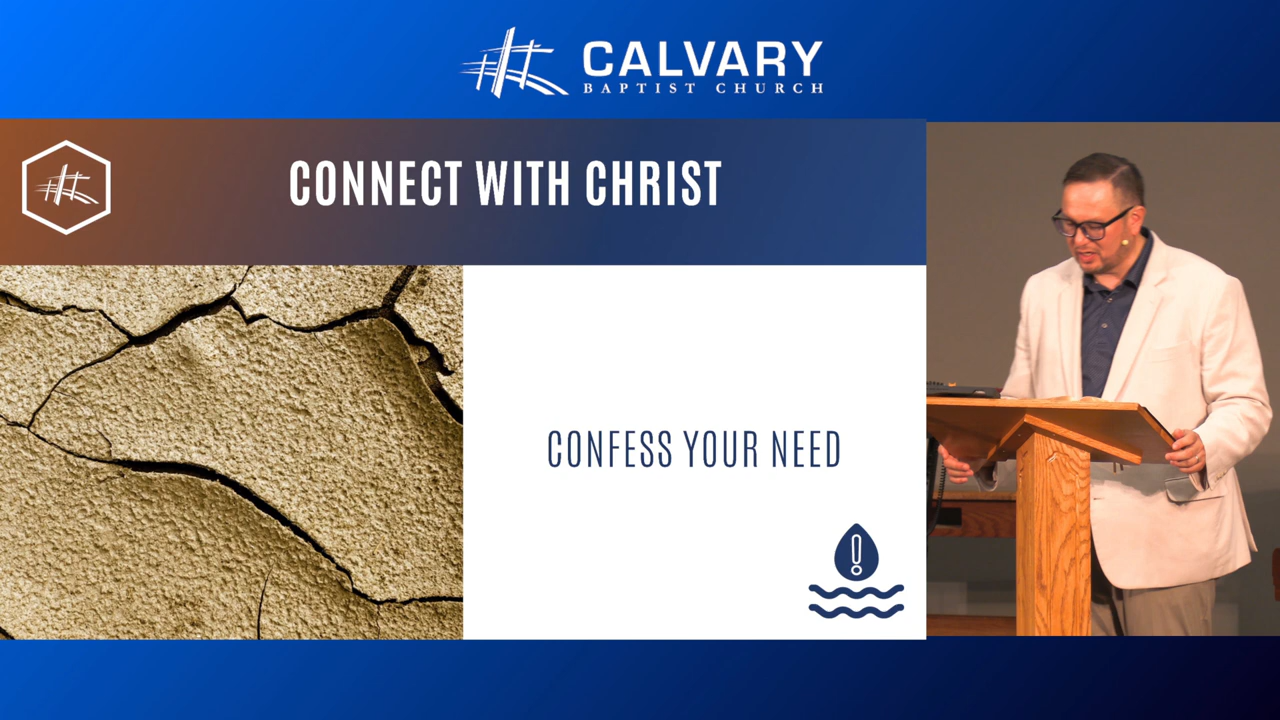 CALVARY
BAPTIST CHURCH
CONNECT WITH CHRIST
CONFESS YOUR NEED